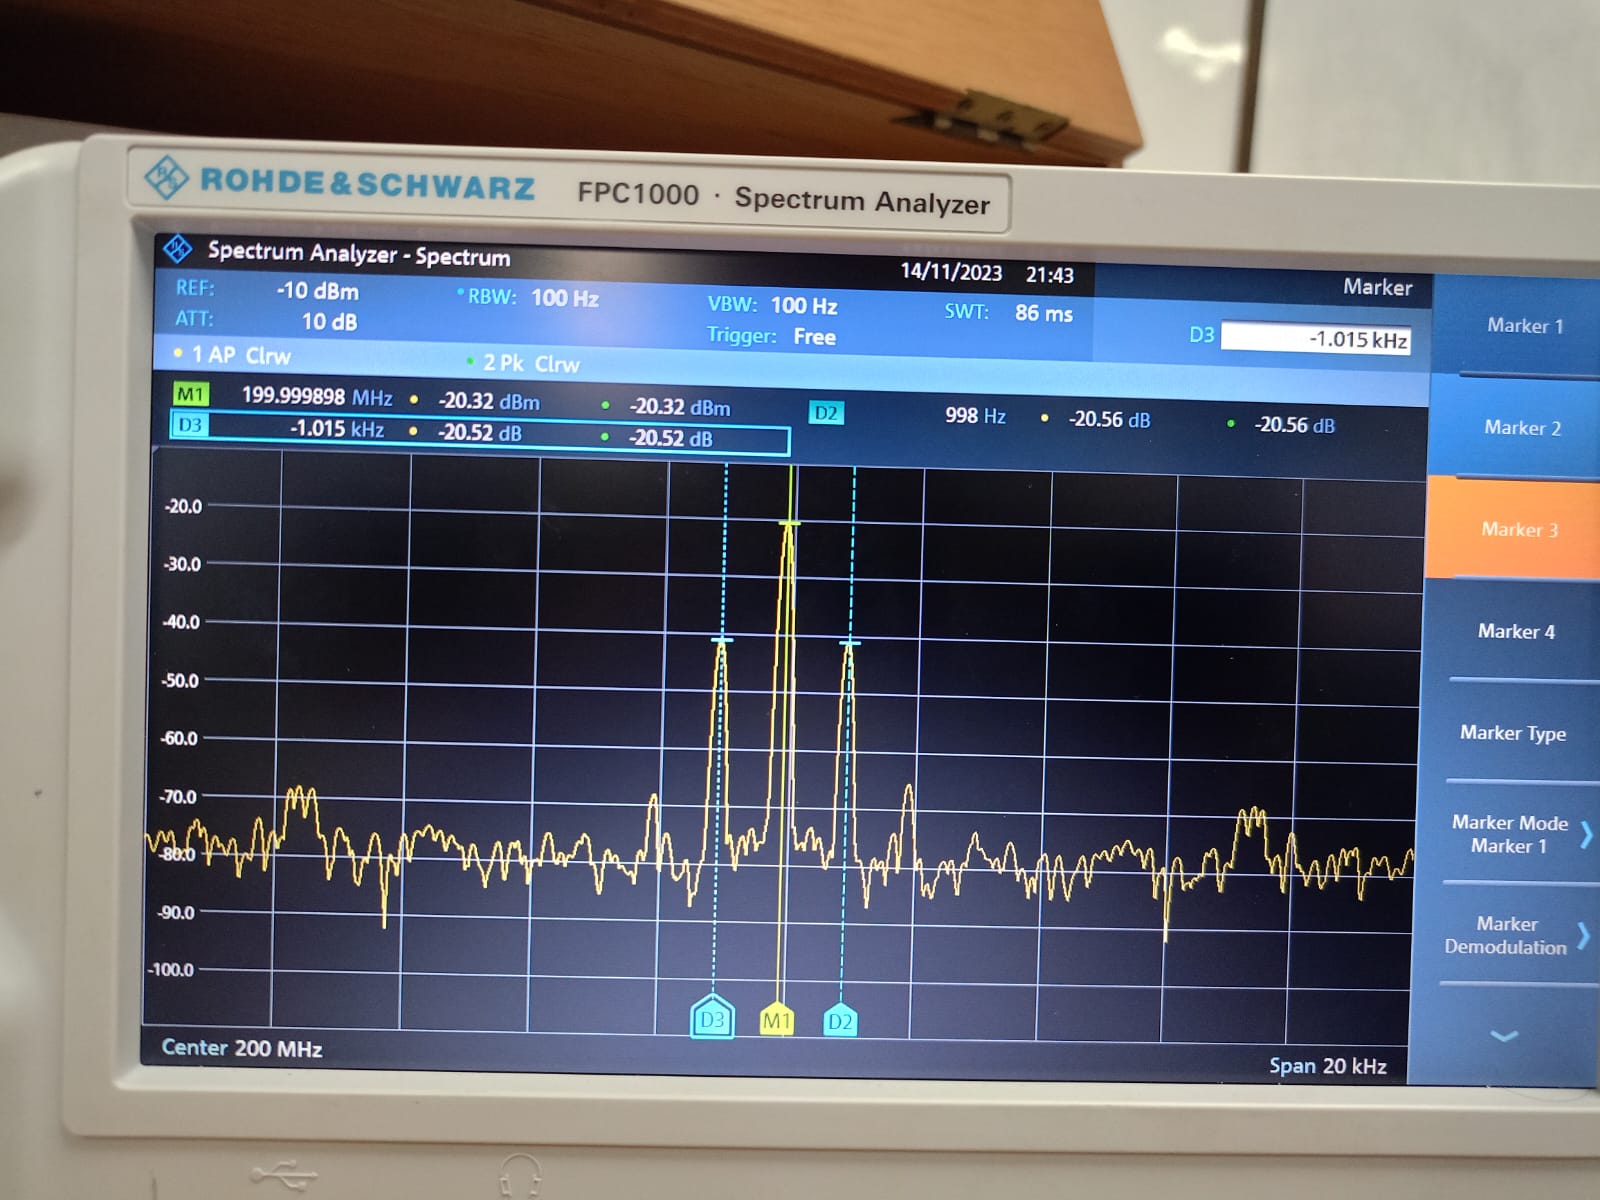 ROHDE&SCHWARZ FPC1000 · Spectrum Analyzer
Spectrum Analyzer - Spectrum 14/11/2023 21:43 Marker
REF: -10 dBm RBW: 100 Hz VBW: 100 Hz SWT: 86 ms
ATT: 10 dB Trigger: Free D3 -1.015 kHz
1 AP Clrw 2 Pk Clrw
M1 199.999898 MHz -20.32 dBm -20.32 dBm D2 998 Hz -20.56 dB -20.56 dB
D3 -1.015 kHz -20.52 dB -20.52 dB
-20.0
-30.0
-40.0
-50.0
-60.0
-70.0
-80.0
-90.0
-100.0
D3 M1 D2
Center 200 MHz Span 20 kHz
Marker 1
Marker 2
Marker 3
Marker 4
Marker Type
Marker Mode
Marker 1
Marker
Demodulation